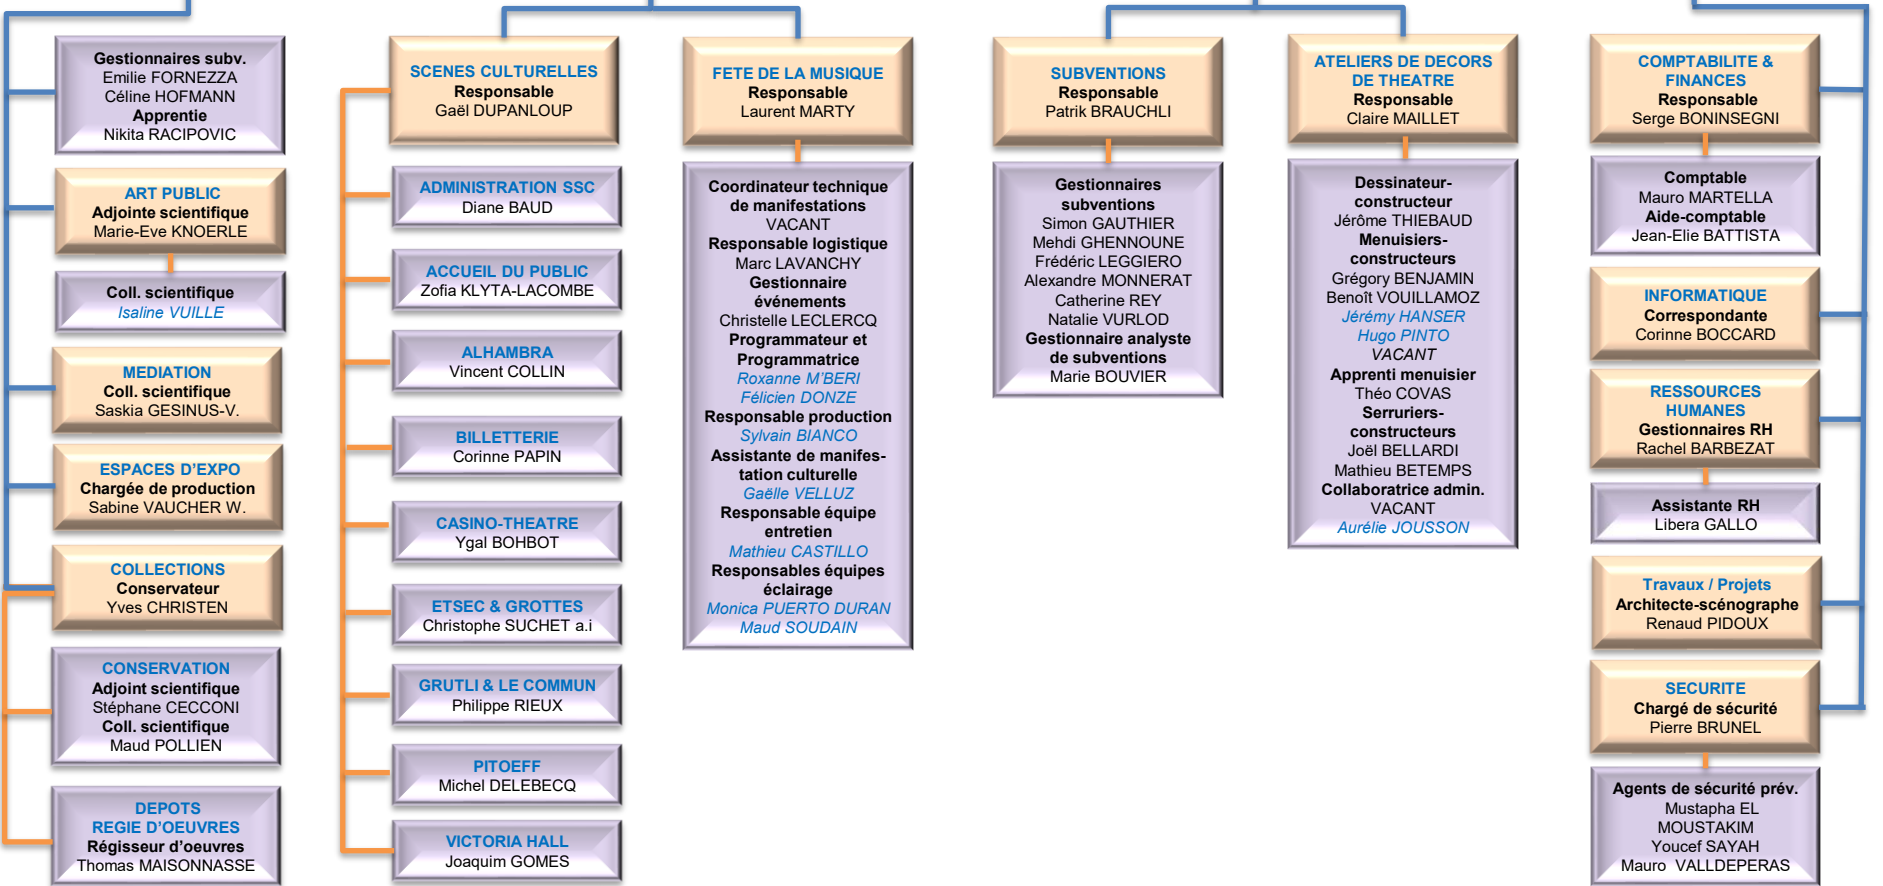 Gestionnaires subv.
Emilie FORNEZZA
Céline HOFMANN
Apprentie
Nikita RACIPOVIC
ART PUBLIC
Adjointe scientifique
Marie-Eve KNOERLE
Coll. scientifique
Isaline VUILLE
MEDIATION
Coll. scientifique
Saskia GESINUS-V.
ESPACES D'EXPO
Chargée de production
Sabine VAUCHER W.
COLLECTIONS
Conservateur
Yves CHRISTEN
CONSERVATION
Adjoint scientifique
Stéphane CECCONI
Coll. scientifique
Maud POLLIEN
DEPOTS
REGIE D'OEUVRES
Régisseur d'oeuvres
Thomas MAISONNASSE
SCENES CULTURELLES
Responsable
Gaël DUPANLOUP
ADMINISTRATION SSC
Diane BAUD
ACCUEIL DU PUBLIC
Zofia KLYTA-LACOMBE
ALHAMBRA
Vincent COLLIN
BILLETTERIE
Corinne PAPIN
CASINO-THEATRE
Ygal BOHBOT
ETSEC & GROTTES
Christophe SUCHET a.i
GRUTLI & LE COMMUN
Philippe RIEUX
PITOEFF
Michel DELEBECQ
VICTORIA HALL
Joaquim GOMES
FETE DE LA MUSIQUE
Responsable
Laurent MARTY
Coordinateur technique
de manifestations
VACANT
Responsable logistique
Marc LAVANCHY
Gestionnaire
événements
Christelle LECLERCQ
Programmateur et
Programmatrice
Roxanne M'BERI
Félicien DONZE
Responsable production
Sylvain BIANCO
Assistante de manifes-
tation culturelle
Gaëlle VELLUZ
Responsable équipe
entretien
Mathieu CASTILLO
Responsables équipes
éclairage
Monica PUERTO DURAN
Maud SOUDAIN
SUBVENTIONS
Responsable
Patrik BRAUCHLI
Gestionnaires
subventions
Simon GAUTHIER
Mehdi GHENNOUNE
Frédéric LEGGIERO
Alexandre MONNERAT
Catherine REY
Natalie VURLOD
Gestionnaire analyste
de subventions
Marie BOUVIER
ATELIERS DE DECORS
DE THEATRE
Responsable
Claire MAILLET
Dessinateur-
constructeur
Jérôme THIEBAUD
Menuisiers-
constructeurs
Grégory BENJAMIN
Benoît VOUILLAMOZ
Jérémy HANSER
Hugo PINTO
VACANT
Apprenti menuisier
Théo COVAS
Serruriers-
constructeurs
Joël BELLARDI
Mathieu BETEMPS
Collaboratrice admin.
VACANT
Aurélie JOUSSON
COMPTABILITE &
FINANCES
Responsable
Serge BONINSEGNI
Comptable
Mauro MARTELLA
Aide-comptable
Jean-Elie BATTISTA
INFORMATIQUE
Correspondante
Corinne BOCCARD
RESSOURCES
HUMANES
Gestionnaires RH
Rachel BARBEZAT
Assistante RH
Libera GALLO
Travaux / Projets
Architecte-scénographe
Renaud PIDOUX
SECURITE
Chargé de sécurité
Pierre BRUNEL
Agents de sécurité prév.
Mustapha EL
MOUSTAKIM
Youcef SAYAH
Mauro VALLDEPERAS